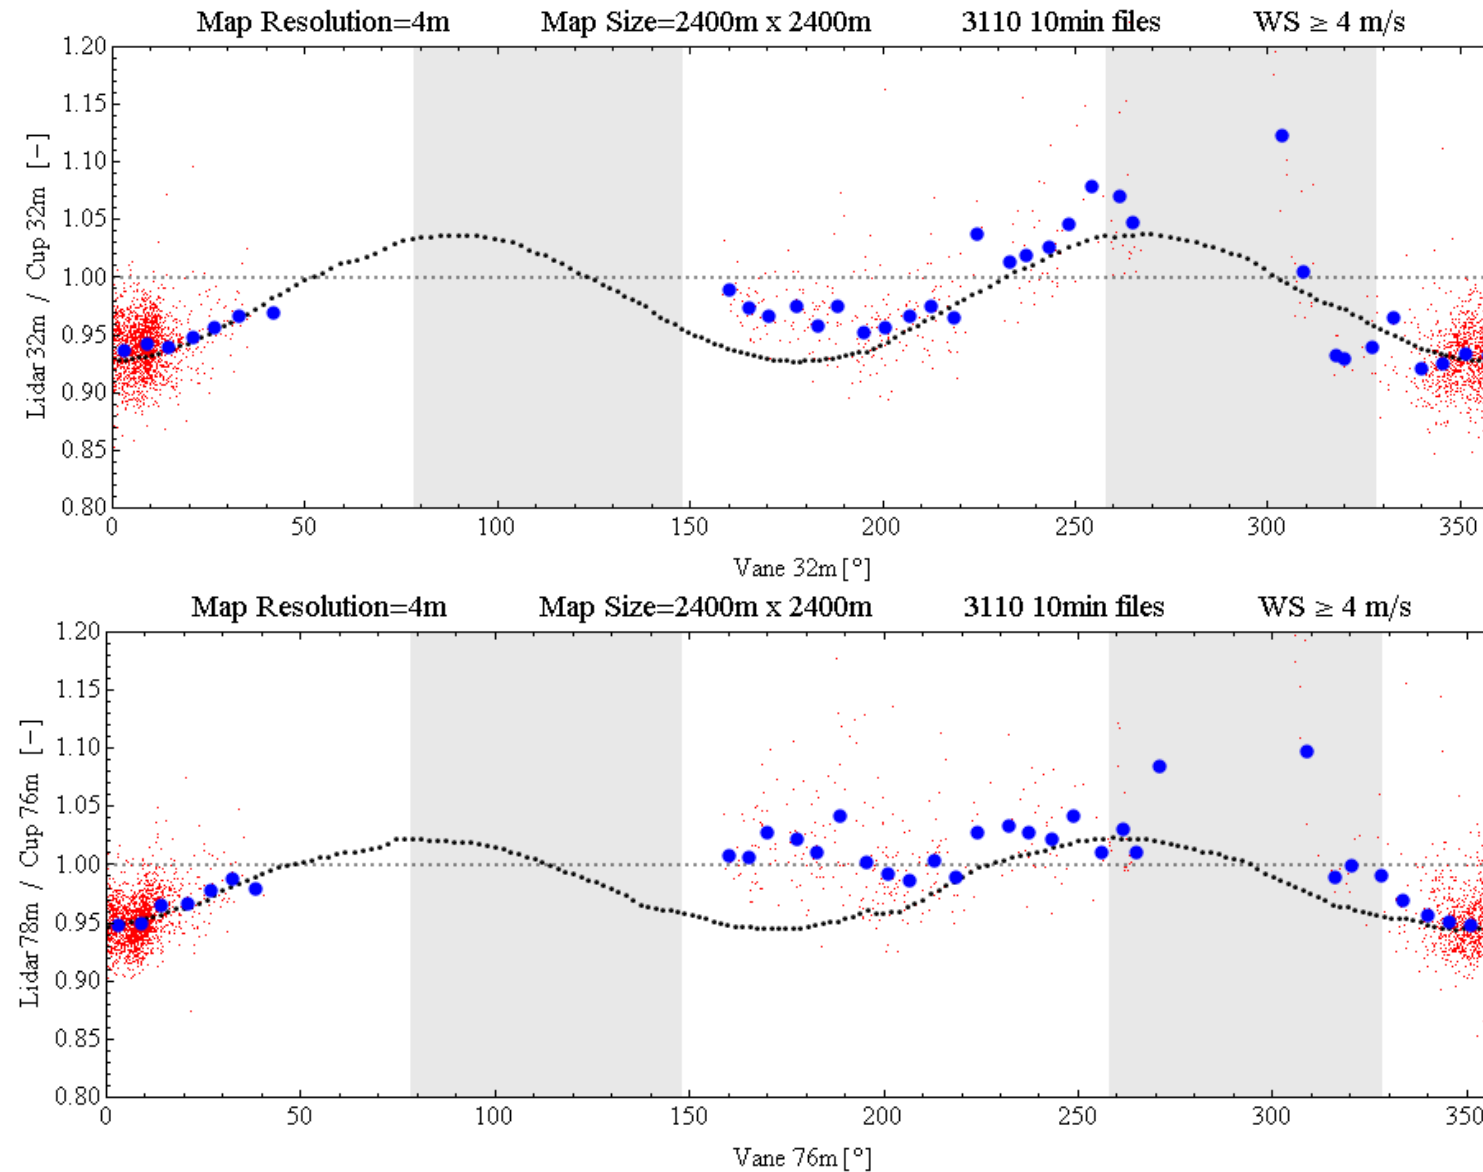 Map Resolution=4m Map Size=2400m x 2400m 3110 10min files WS ≥ 4 m/s
1.20
1.15
1.10
1.05
1.00
0.95
0.90
0.85
0.80
Lidar 32m / Cup 32m [−]
0 50 100 150 200 250 300 350
Vane 32m [°]
Map Resolution=4m Map Size=2400m x 2400m 3110 10min files WS ≥ 4 m/s
1.20
1.15
1.10
1.05
1.00
0.95
0.90
0.85
0.80
Lidar78m / Cup 76m [−]
0 50 100 150 200 250 300 350
Vane 76m [°]